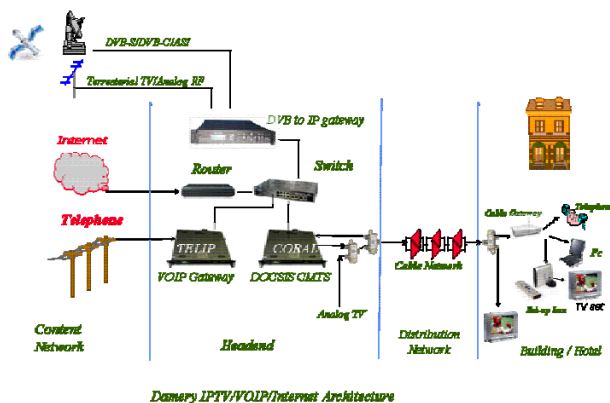 DVB-S/DVB-C/ASI
Terrestorial TV/Analog RF
DVB to IP gateway
Internet
Router
Switch
Telephone
TELIP
CORAL
VOIP Gateway
DOCSIS CMTS
Analog TV
Cable Network
Cable Gateway
Telephone
Pc
Set-up box
TV set
Content
Network
Headend
Distribution
Network
Building / Hotel
Damery IPTV/VOIP/Internet Architecture